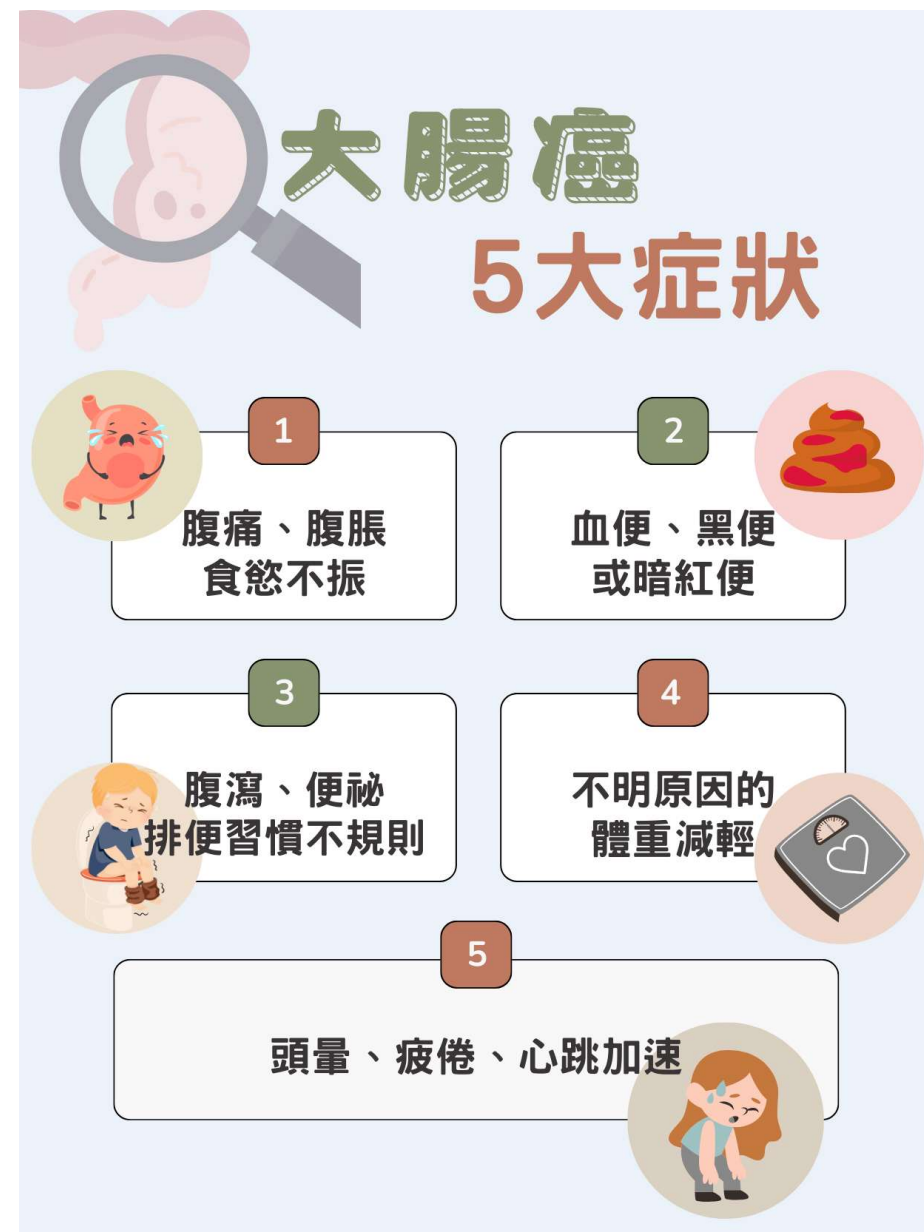 大腸癌
5大症狀
1
腹痛、腹脹
食慾不振
2
血便、黑便
或暗紅便
3
腹瀉、便祕
排便習慣不規則
4
不明原因的
體重減輕
5
頭暈、疲倦、心跳加速